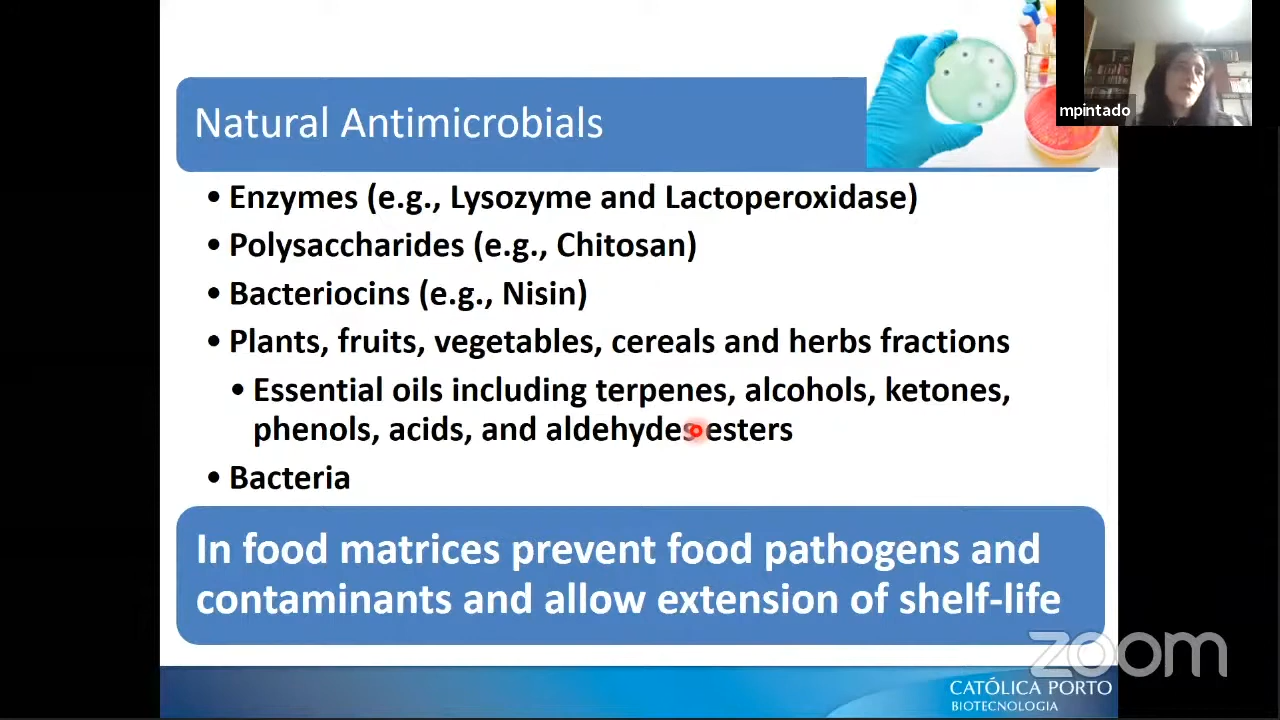 mpintado
Natural Antimicrobials
• Enzymes (e.g., Lysozyme and Lactoperoxidase)
• Polysaccharides (e.g., Chitosan)
• Bacteriocins (e.g., Nisin)
• Plants, fruits, vegetables, cereals and herbs fractions
• Essential oils including terpenes, alcohols, ketones,
phenols, acids, and aldehydes esters
• Bacteria
In food matrices prevent food pathogens and
contaminants and allow extension of shelf-life
zoom
CATÓLICA PORTO
BIOTECNOLOGIA